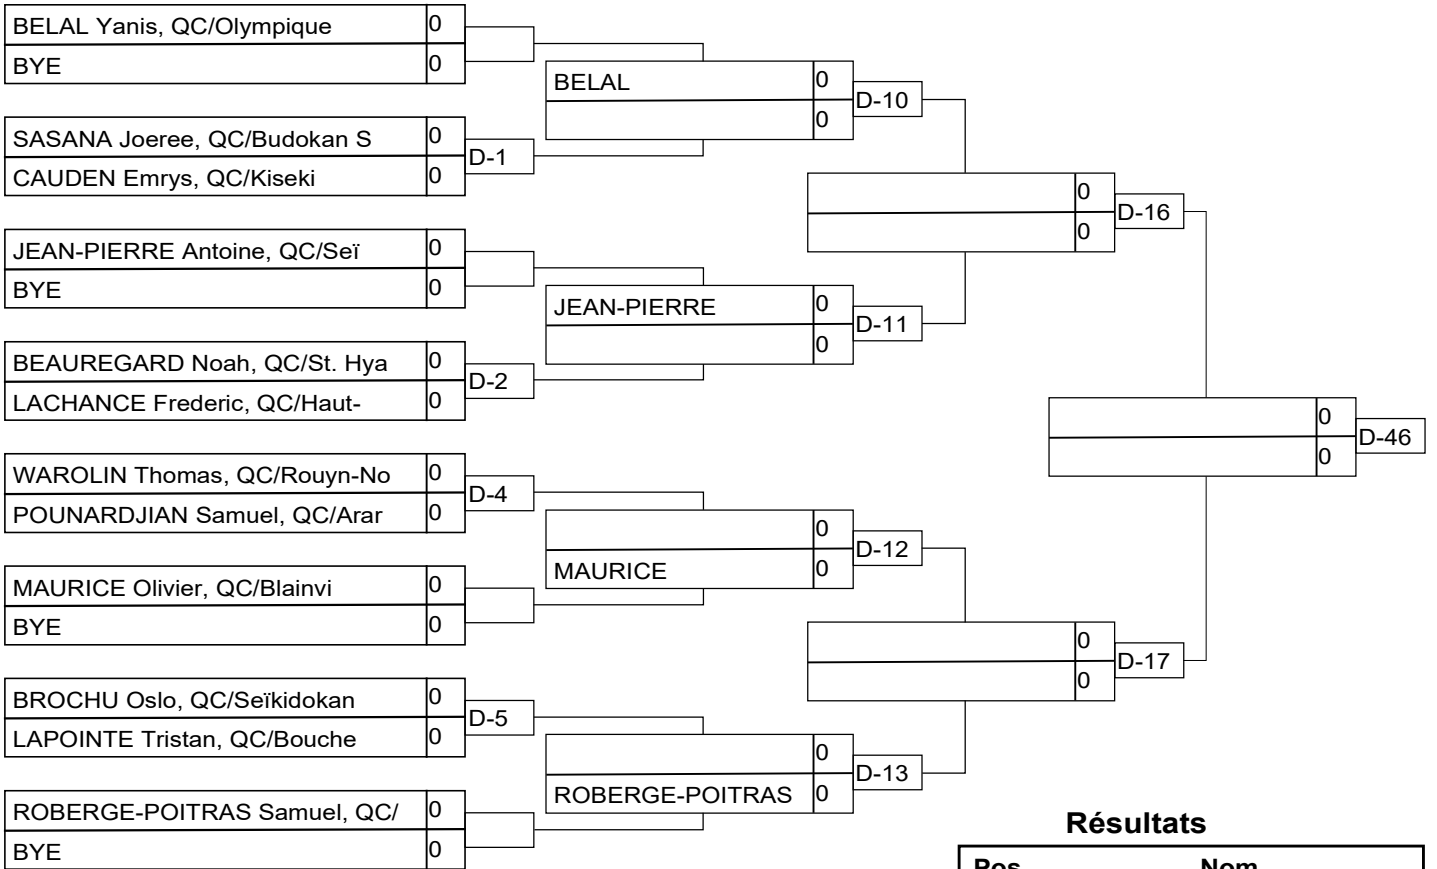 BELAL Yanis, QC/Olympique 0
BYE 0
SASANA Joeree, QC/Budokan S 0
CAUDEN Emrys, QC/Kiseki 0
D-1
JEAN-PIERRE Antoine, QC/Seï 0
BYE 0
BEAUREGARD Noah, QC/St. Hya 0
LACHANCE Frederic, QC/Haut- 0
D-2
WAROLIN Thomas, QC/Rouyn-No 0
POUNARDJIAN Samuel, QC/Arar 0
D-4
MAURICE Olivier, QC/Blainvi 0
BYE 0
BROCHU Oslo, QC/Seïkidokan 0
LAPOINTE Tristan, QC/Bouche 0
D-5
ROBERGE-POITRAS Samuel, QC/ 0
BYE 0
BELAL 0
0
D-10
JEAN-PIERRE 0
0
D-11
0
MAURICE 0
D-12
0
ROBERGE-POITRAS 0
D-13
0
0
D-16
0
0
D-17
0
0
D-46
Résultats
Pos Nom